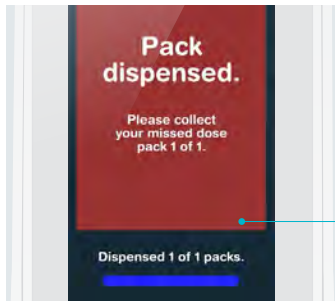 Pack
dispensed.
Please collect
your missed dose
pack 1 of 1.
Dispensed 1 of 1 packs.